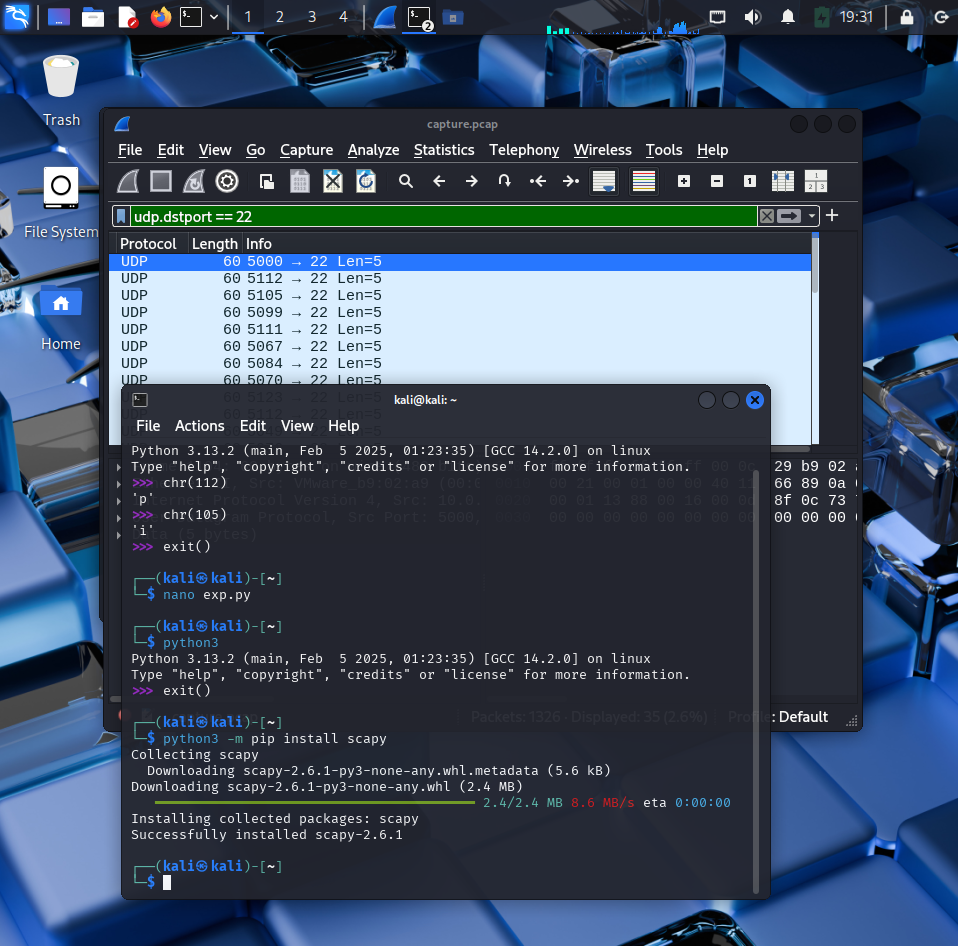 1 2 3 4 2 19:31
Trash
File System
Home
capture.pcap
File Edit View Go Capture Analyze Statistics Telephony Wireless Tools Help
udp.dstport == 22
Protocol Length Info
UDP 60 5000 → 22 Len=5
UDP 60 5112 → 22 Len=5
UDP 60 5105 → 22 Len=5
UDP 60 5099 → 22 Len=5
UDP 60 5111 → 22 Len=5
UDP 60 5067 → 22 Len=5
UDP 60 5084 → 22 Len=5
UDP 60 5070 → 22 Len=5
29 b9 02
66 89 0a
8f 0c 73
00 00 00
Packets: 1326 · Displayed: 35 (2.6%) Profile: Default
kali@kali: ~
File Actions Edit View Help
Python 3.13.2 (main, Feb  5 2025, 01:23:35) [GCC 14.2.0] on linux
Type "help", "copyright", "credits" or "license" for more information.
>>> chr(112)
'p'
>>> chr(105)
'i'
>>> exit()
┌──(kali㉿kali)-[~]
└─$ nano exp.py
┌──(kali㉿kali)-[~]
└─$ python3
Python 3.13.2 (main, Feb  5 2025, 01:23:35) [GCC 14.2.0] on linux
Type "help", "copyright", "credits" or "license" for more information.
>>> exit()
┌──(kali㉿kali)-[~]
└─$ python3 -m pip install scapy
Collecting scapy
  Downloading scapy-2.6.1-py3-none-any.whl.metadata (5.6 kB)
Downloading scapy-2.6.1-py3-none-any.whl (2.4 MB)
2.4/2.4 MB 8.6 MB/s eta 0:00:00
Installing collected packages: scapy
Successfully installed scapy-2.6.1
┌──(kali㉿kali)-[~]
└─$